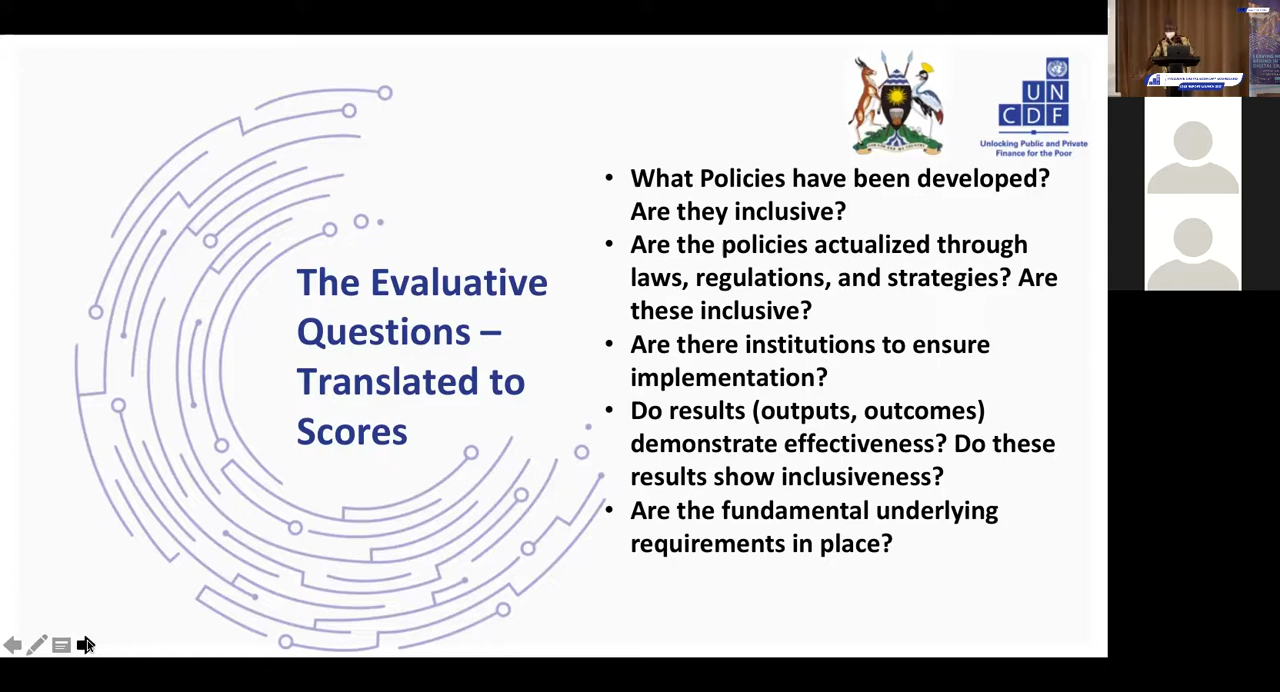 UN
CDF
Unlocking Public and Private
Finance for the Poor
The Evaluative
Questions –
Translated to
Scores
• What Policies have been developed?
Are they inclusive?
• Are the policies actualized through
laws, regulations, and strategies? Are
these inclusive?
• Are there institutions to ensure
implementation?
• Do results (outputs, outcomes)
demonstrate effectiveness? Do these
results show inclusiveness?
• Are the fundamental underlying
requirements in place?